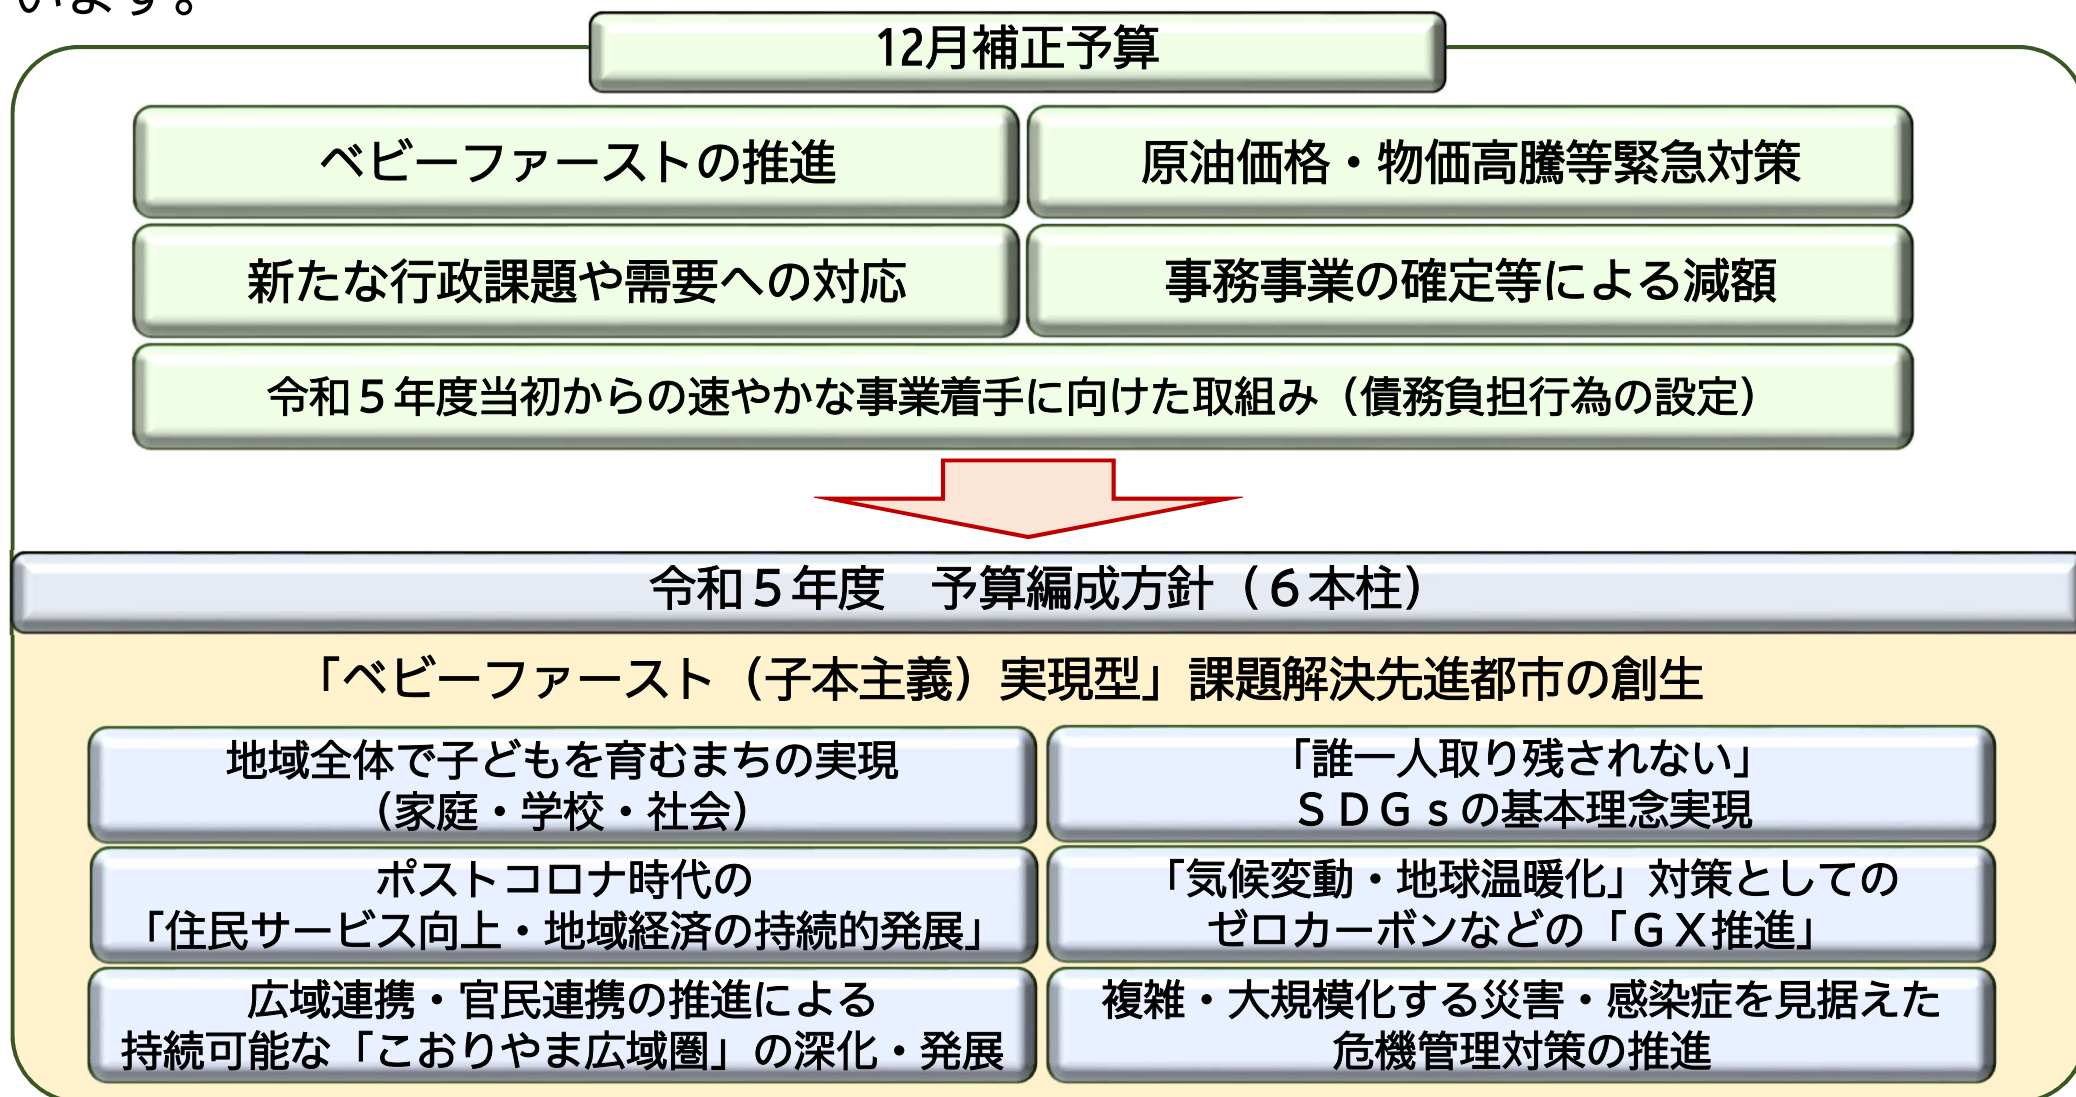 います。
12月補正予算
ベビーファーストの推進
原油価格・物価高騰等緊急対策
新たな行政課題や需要への対応
事務事業の確定等による減額
令和５年度当初からの速やかな事業着手に向けた取組み（債務負担行為の設定）
令和５年度　予算編成方針（６本柱）
「ベビーファースト（子本主義）実現型」課題解決先進都市の創生
地域全体で子どもを育むまちの実現
（家庭・学校・社会）
「誰一人取り残されない」
ＳＤＧｓの基本理念実現
ポストコロナ時代の
「住民サービス向上・地域経済の持続的発展」
「気候変動・地球温暖化」対策としての
ゼロカーボンなどの「ＧＸ推進」
広域連携・官民連携の推進による
持続可能な「こおりやま広域圏」の深化・発展
複雑・大規模化する災害・感染症を見据えた
危機管理対策の推進